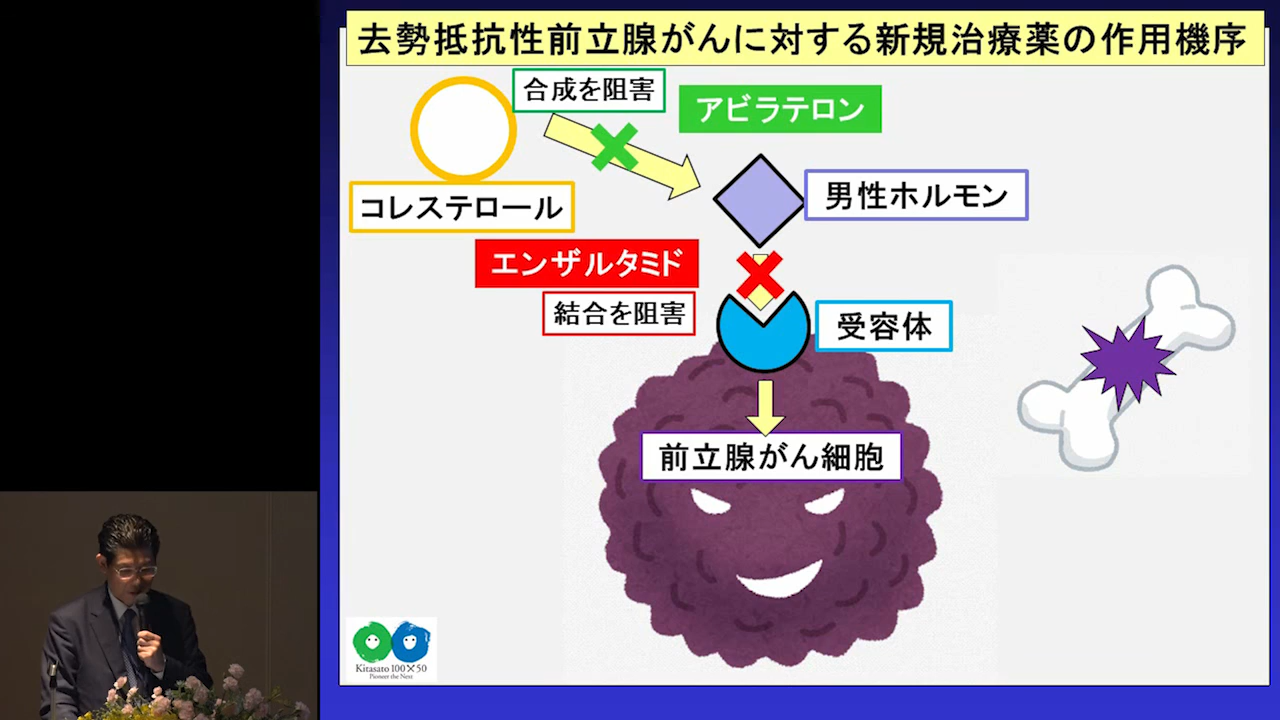 去勢抵抗性前立腺がんに対する新規治療薬の作用機序
合成を阻害
アビラテロン
コレステロール
男性ホルモン
エンザルタミド
結合を阻害
受容体
前立腺がん細胞
Kitasato 100×50
Pioneer the Next